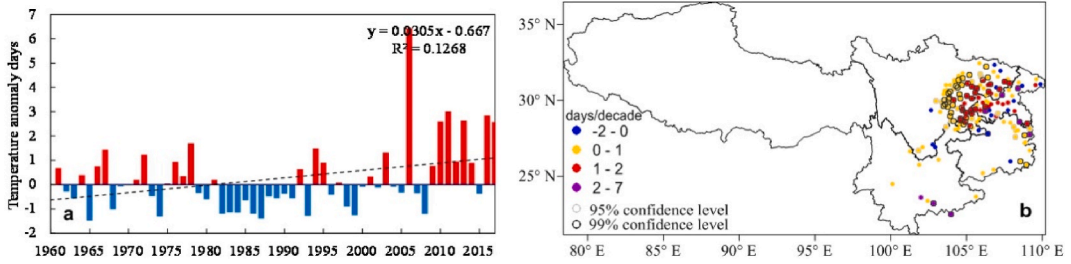 Temperature anomaly days
7
6
5
4
3
2
1
0
-1
-2
y = 0.0305x - 0.667
R² = 0.1268
a
1960 1965 1970 1975 1980 1985 1990 1995 2000 2005 2010 2015
35° N
30° N
25° N
days/decade
-2 - 0
0 - 1
1 - 2
2 - 7
95% confidence level
99% confidence level
b
80° E 85° E 90° E 95° E 100° E 105° E 110° E